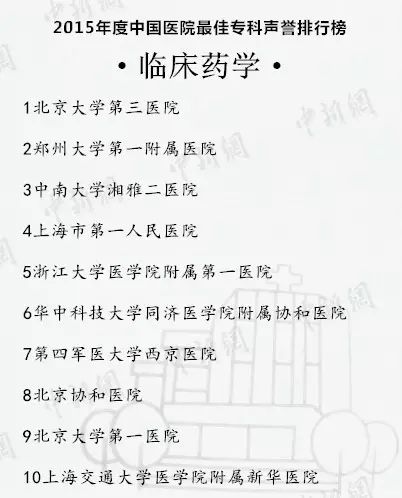 2015年度中国医院最佳专科声誉排行榜
·临床药学·
1北京大学第三医院
2郑州大学第一附属医院
3中南大学湘雅二医院
4上海市第一人民医院
5浙江大学医学院附属第一医院
6华中科技大学同济医学院附属协和医院
7第四军医大学西京医院
8北京协和医院
9北京大学第一医院
10上海交通大学医学院附属新华医院